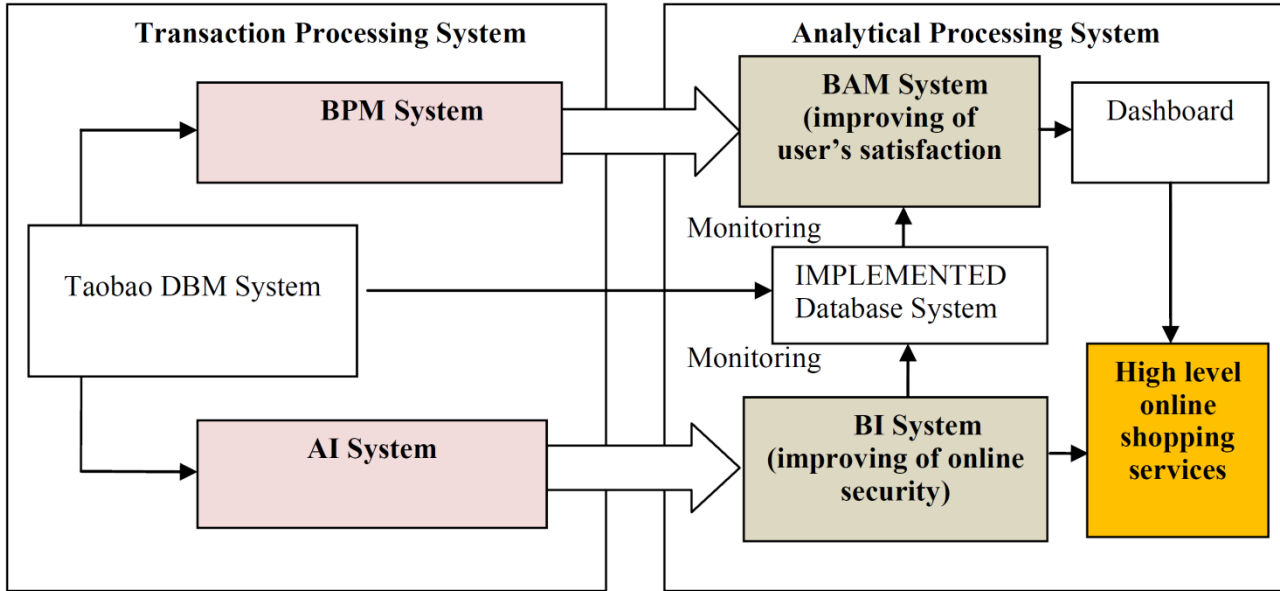 Transaction Processing System
BPM System
Taobao DBM System
AI System
Analytical Processing System
BAM System
(improving of
user’s satisfaction
Dashboard
Monitoring
IMPLEMENTED
Database System
Monitoring
BI System
(improving of online
security)
High level
online
shopping
services